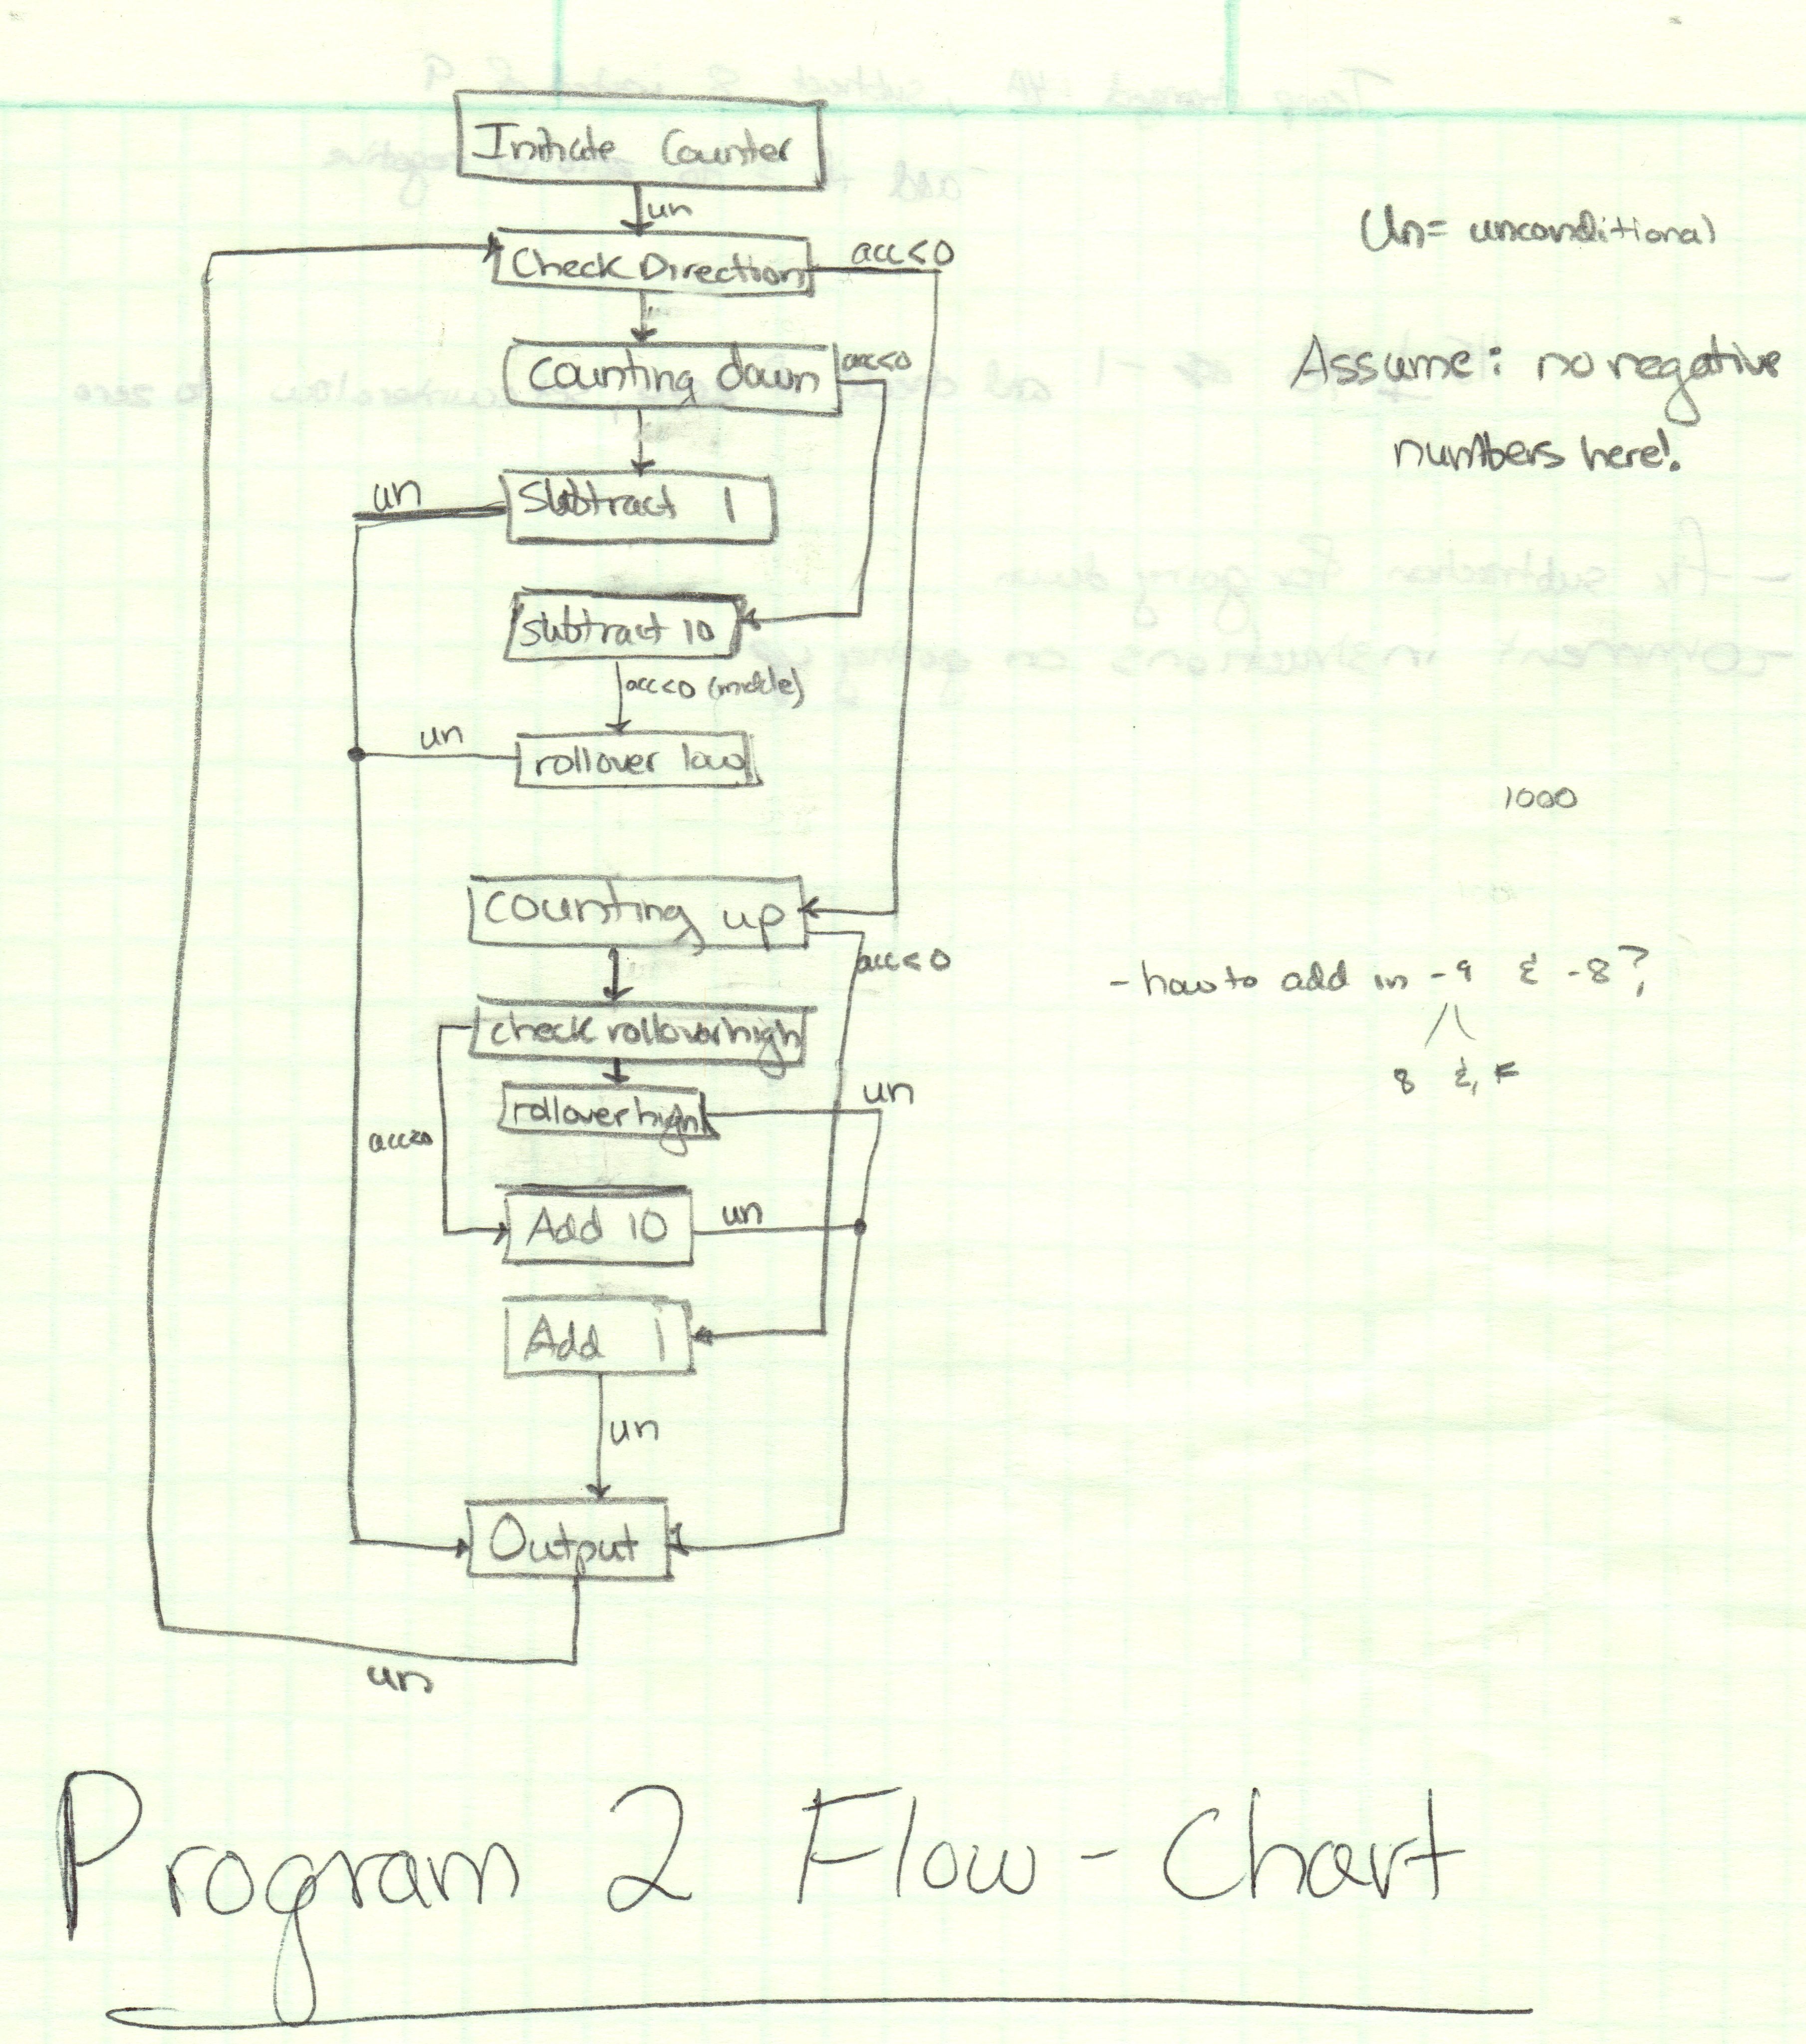 Initiate Counter
un
Check Direction
acc<0
Un= unconditional
counting down
acc<0
Assume: no negative
numbers here!
un
Subtract 1
subtract 10
acc<0 (middle)
un
rollover low
1000
counting up
acc<0
-how to add in -9 & -8?
8 &, F
check rollover high
rollover high
un
acc<0
Add 10
un
Add 1
un
Output
un
Program 2 Flow-Chart